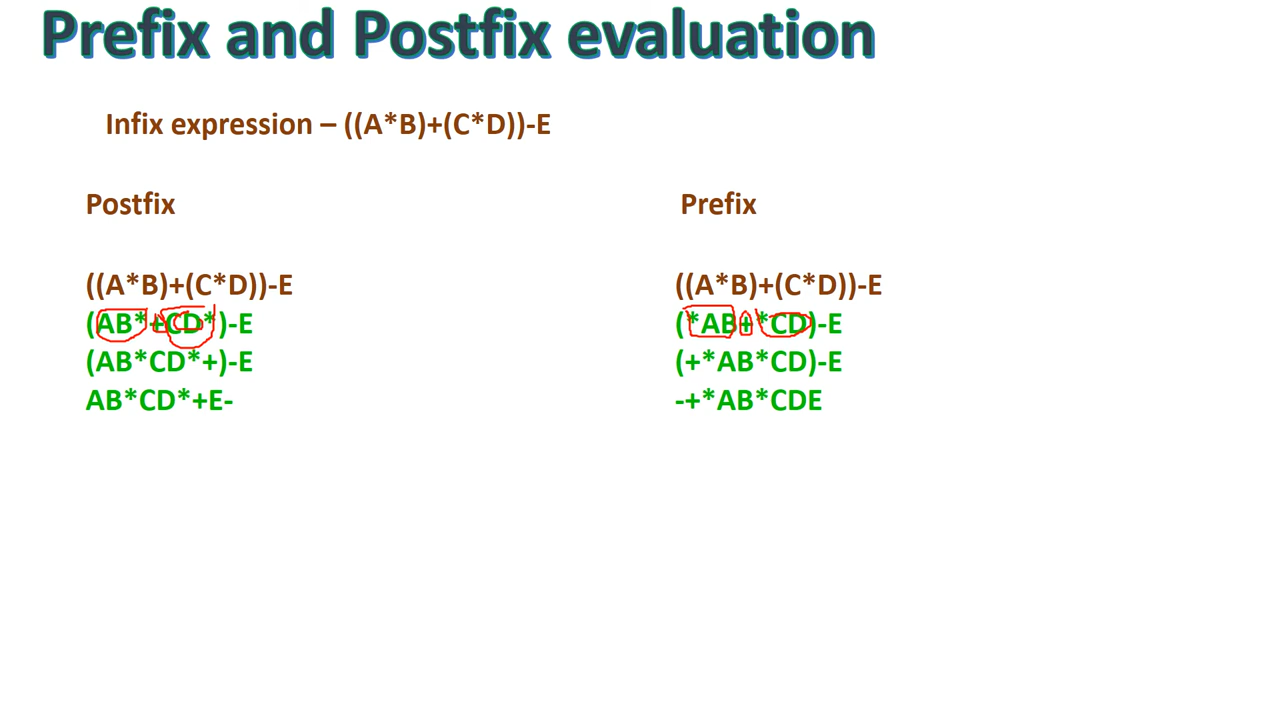 Prefix and Postfix evaluation
Infix expression – ((A*B)+(C*D))-E
Postfix
((A*B)+(C*D))-E
(AB*+CD*)-E
(AB*CD*+)-E
AB*CD*+E-
Prefix
((A*B)+(C*D))-E
(*AB+*CD)-E
(+*AB*CD)-E
-+*AB*CDE